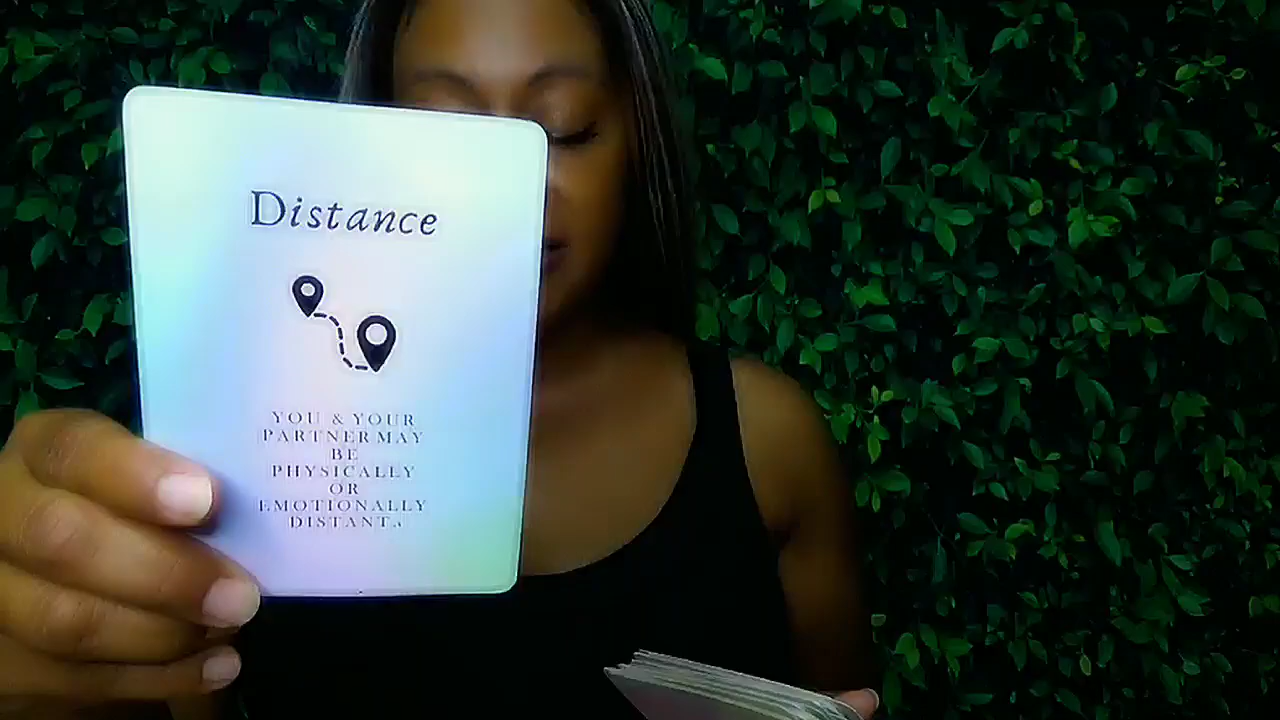 Distance
YOU & YOUR
PARTNER MAY
BE
PHYSICALLY
OR
EMOTIONALLY
DISTANT.